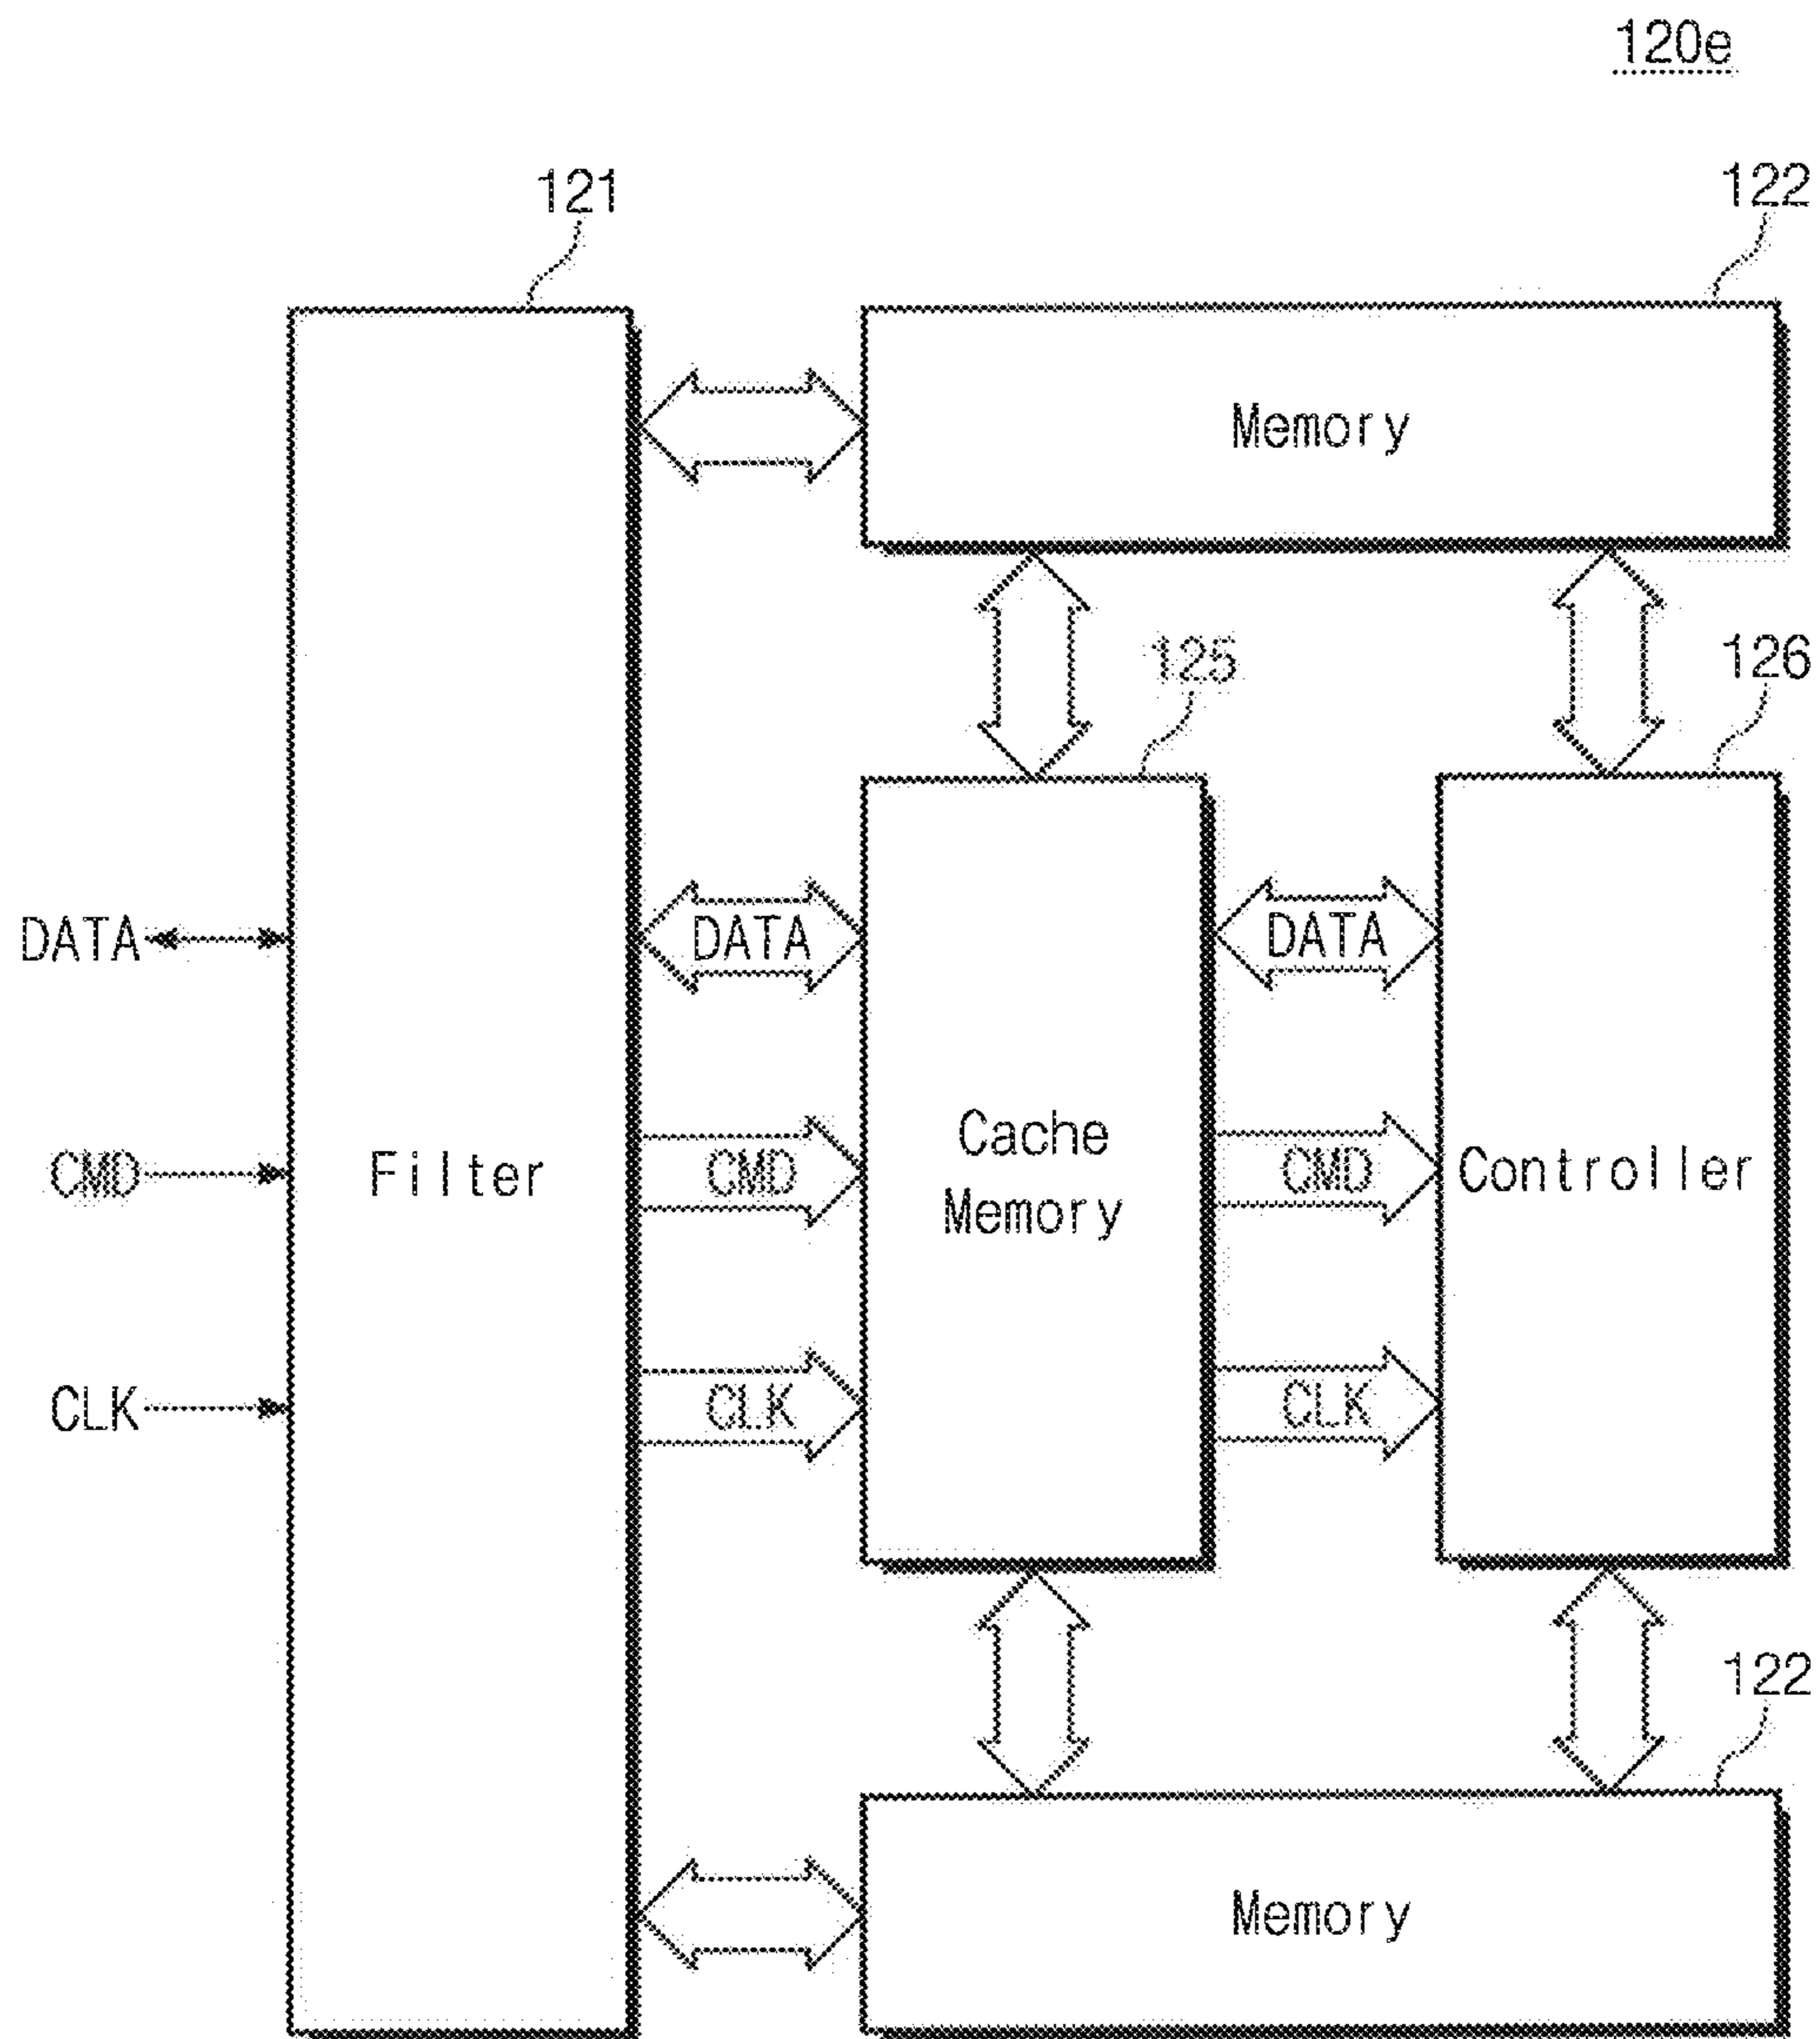 120e
121
122
Memory
125
126
DATA
DATA
DATA
Cache
Memory
CMD
Filter
CMD
CMD
Controller
CLK
CLK
CLK
122
Memory